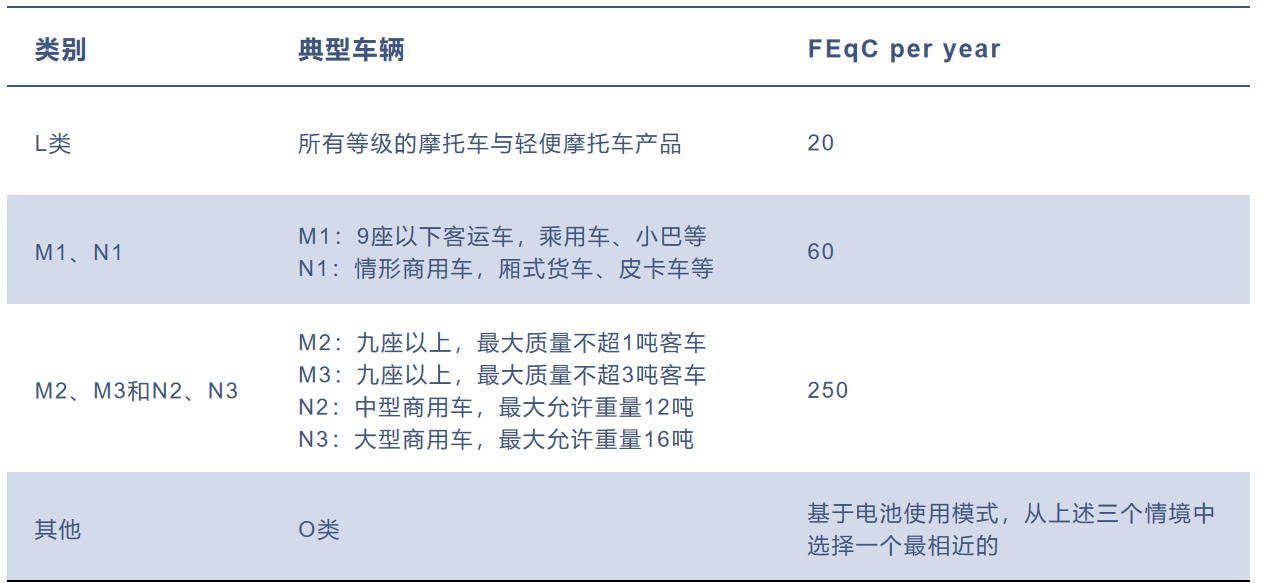 类别 典型车辆 FEqC per year
L类 所有等级的摩托车与轻便摩托车产品 20
M1、N1 M1：9座以下客运车，乘用车、小巴等 60
N1：情形商用车，厢式货车、皮卡车等
M2、M3和N2、N3 M2：九座以上，最大质量不超1吨客车 250
M3：九座以上，最大质量不超3吨客车
N2：中型商用车，最大允许重量12吨
N3：大型商用车，最大允许重量16吨
其他 O类 基于电池使用模式，从上述三个情境中
选择一个最相近的